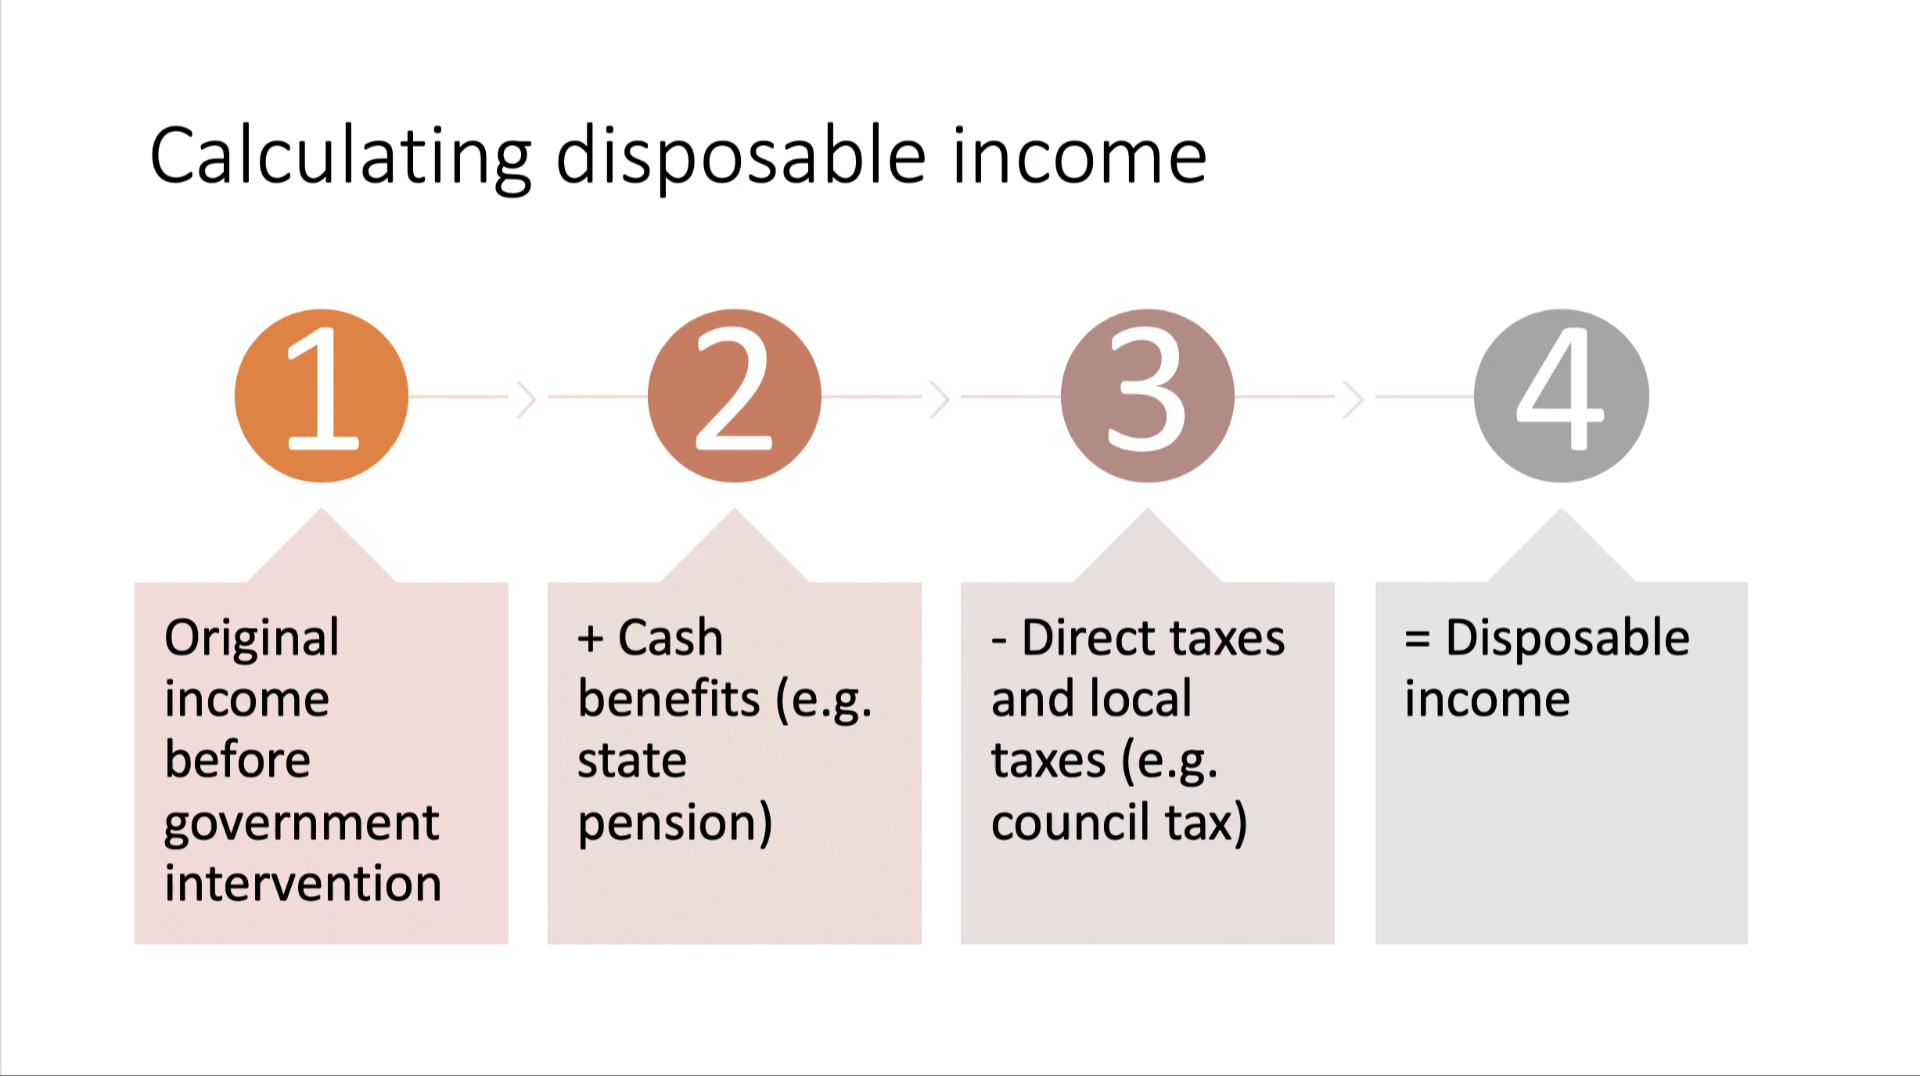 Calculating disposable income
1
2
3
4
Original
income
before
government
intervention
+ Cash
benefits (e.g.
state
pension)
- Direct taxes
and local
taxes (e.g.
council tax)
= Disposable
income